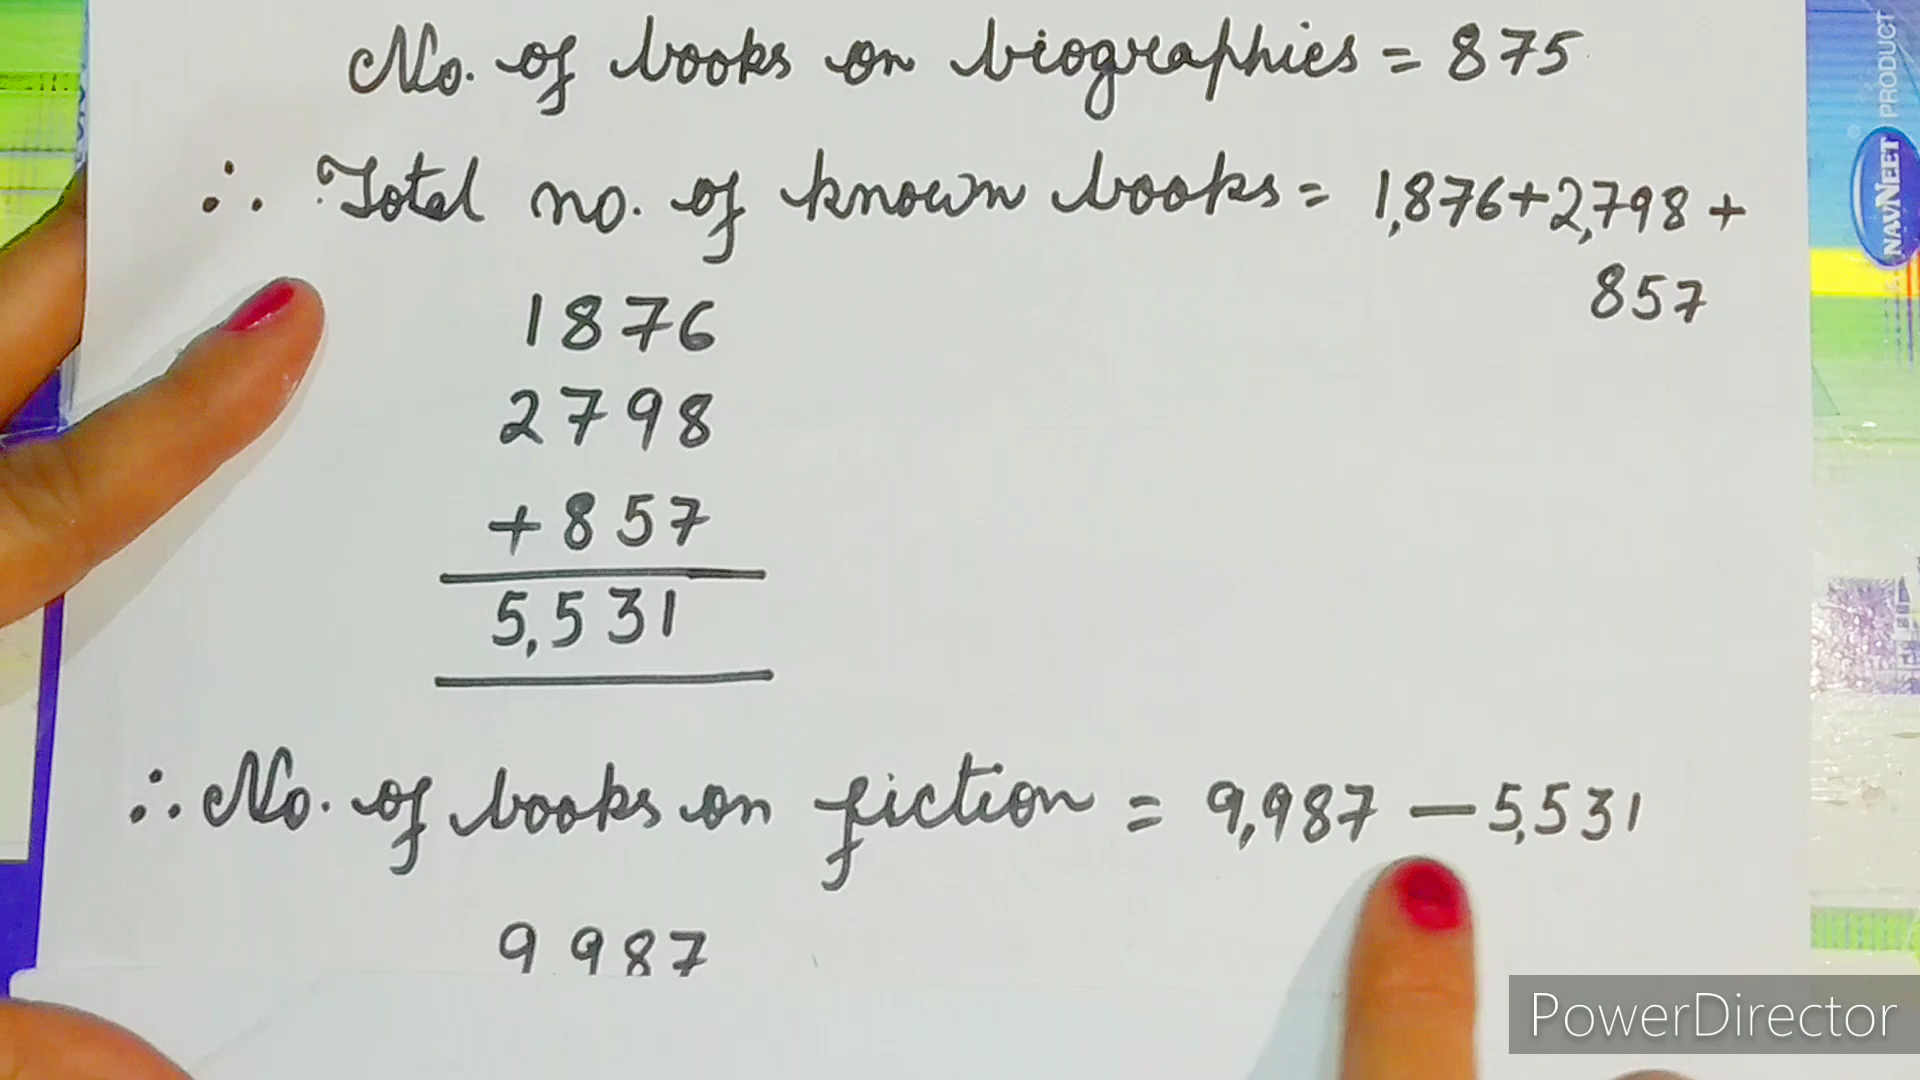 No. of books on biographies = 875
∴ Total no. of known books = 1,876+2,798+
857
1876
2798
+857
5,531
∴ No. of books on fiction = 9,987 – 5,531
9987
NAVNEET PRODUCT
PowerDirector